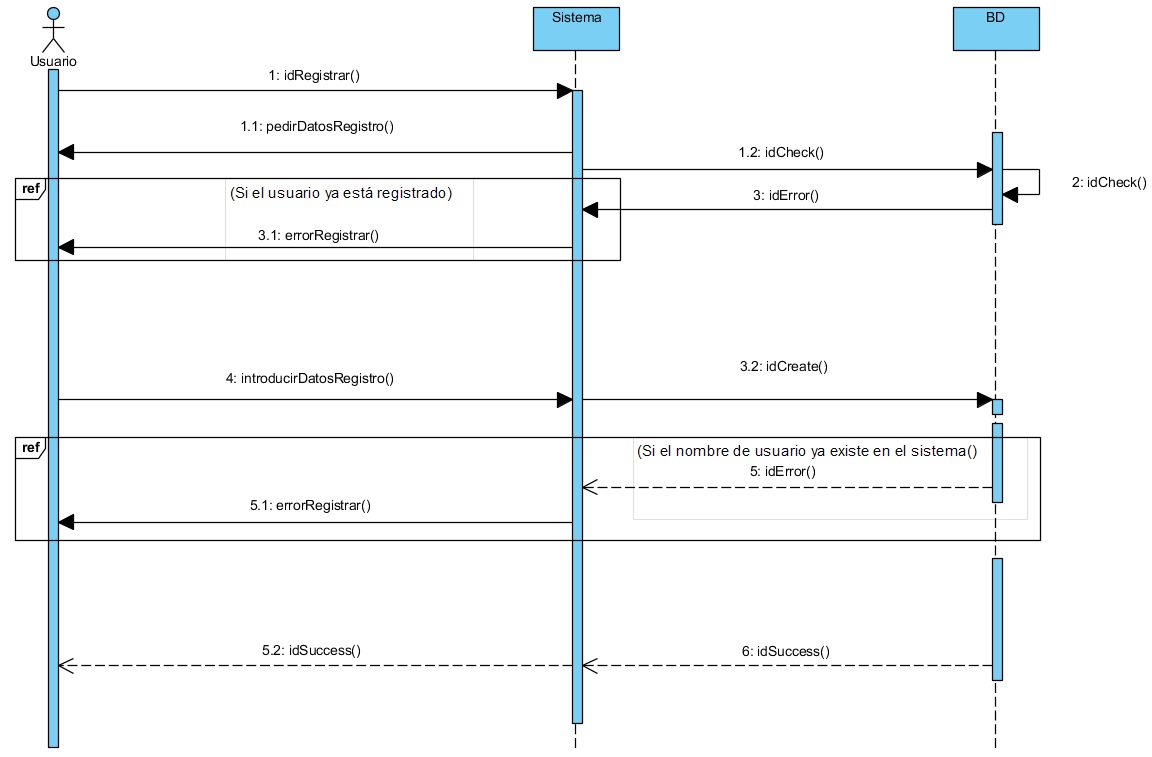 Usuario
Sistema
BD
1: idRegistrar()
1.1: pedirDatosRegistro()
1.2: idCheck()
2: idCheck()
ref
(Si el usuario ya está registrado)
3: idError()
3.1: errorRegistrar()
3.2: idCreate()
4: introducirDatosRegistro()
ref
(Si el nombre de usuario ya existe en el sistema()
5: idError()
5.1: errorRegistrar()
5.2: idSuccess()
6: idSuccess()